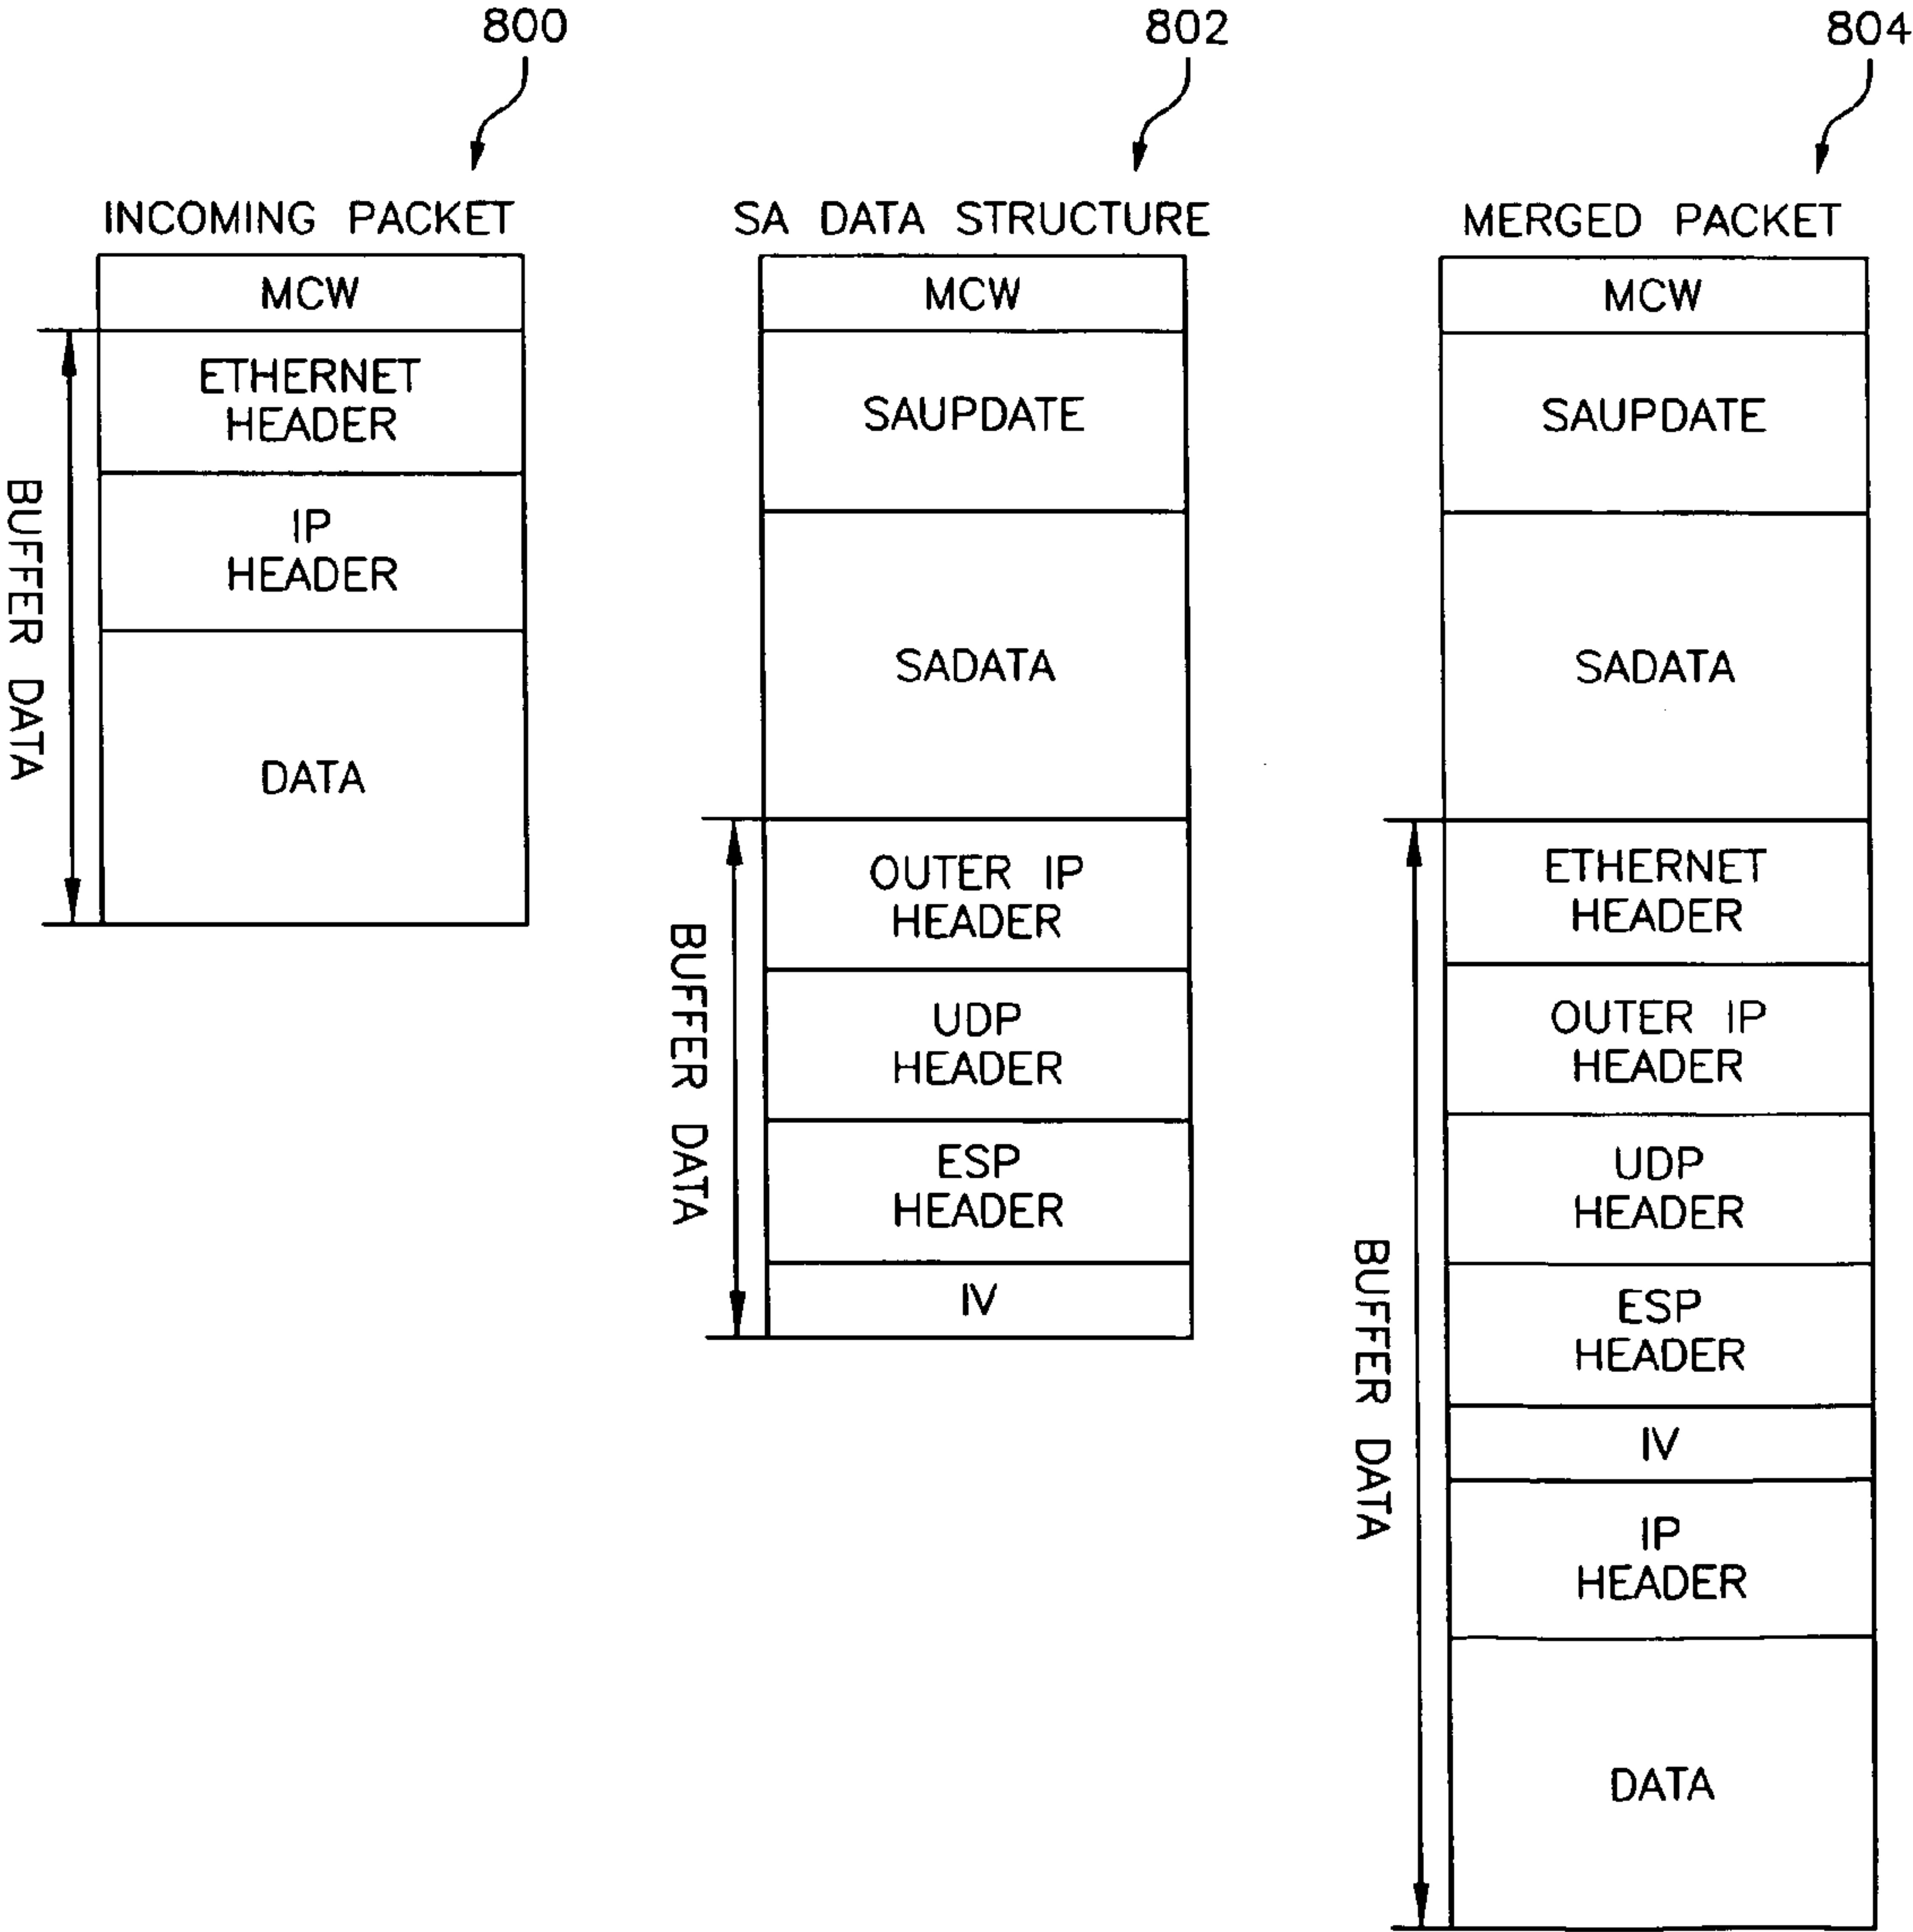 800
INCOMING PACKET
MCW
ETHERNET
HEADER
IP
HEADER
DATA
BUFFER DATA
802
SA DATA STRUCTURE
MCW
SAUPDATE
SADATA
OUTER IP
HEADER
UDP
HEADER
ESP
HEADER
IV
BUFFER DATA
804
MERGED PACKET
MCW
SAUPDATE
SADATA
ETHERNET
HEADER
OUTER IP
HEADER
UDP
HEADER
ESP
HEADER
IV
IP
HEADER
DATA
BUFFER DATA